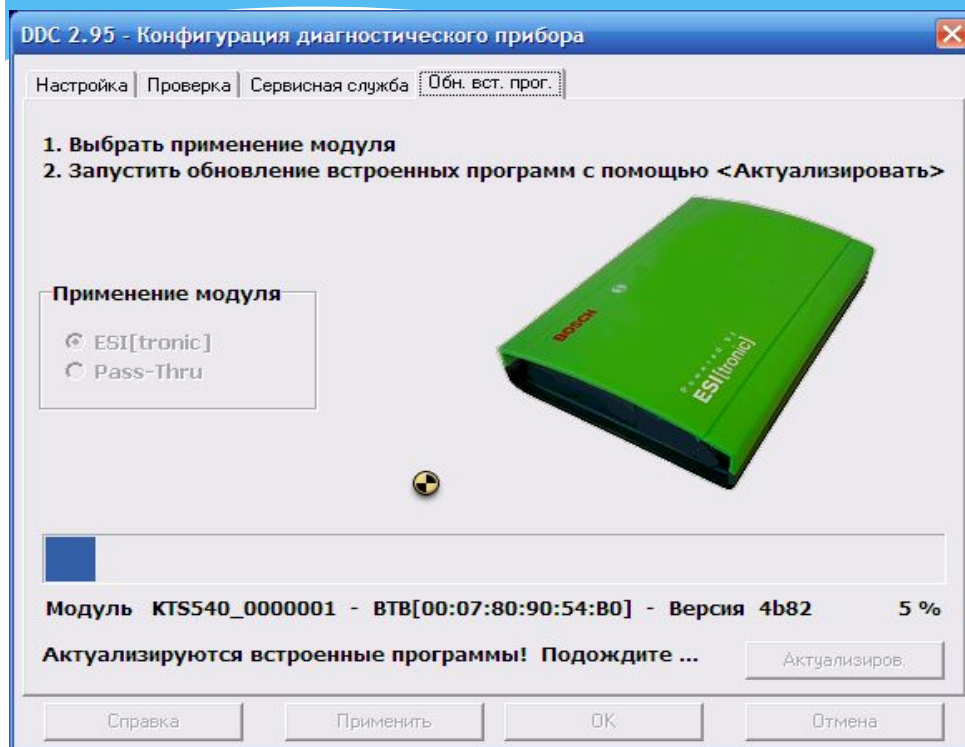 DDC 2.95 - Конфигурация диагностического прибора
Настройка Проверка Сервисная служба Обн. вст. прог.
1. Выбрать применение модуля
2. Запустить обновление встроенных программ с помощью <Актуализировать>
Применение модуля
ESI[tronic]
Pass-Thru
BOSCH
Powered by
ESI[tronic]
Модуль KTS540_0000001 - BTB[00:07:80:90:54:B0] - Версия 4b82 5 %
Актуализируются встроенные программы! Подождите ... Актуализиров.
Справка Применить OK Отмена